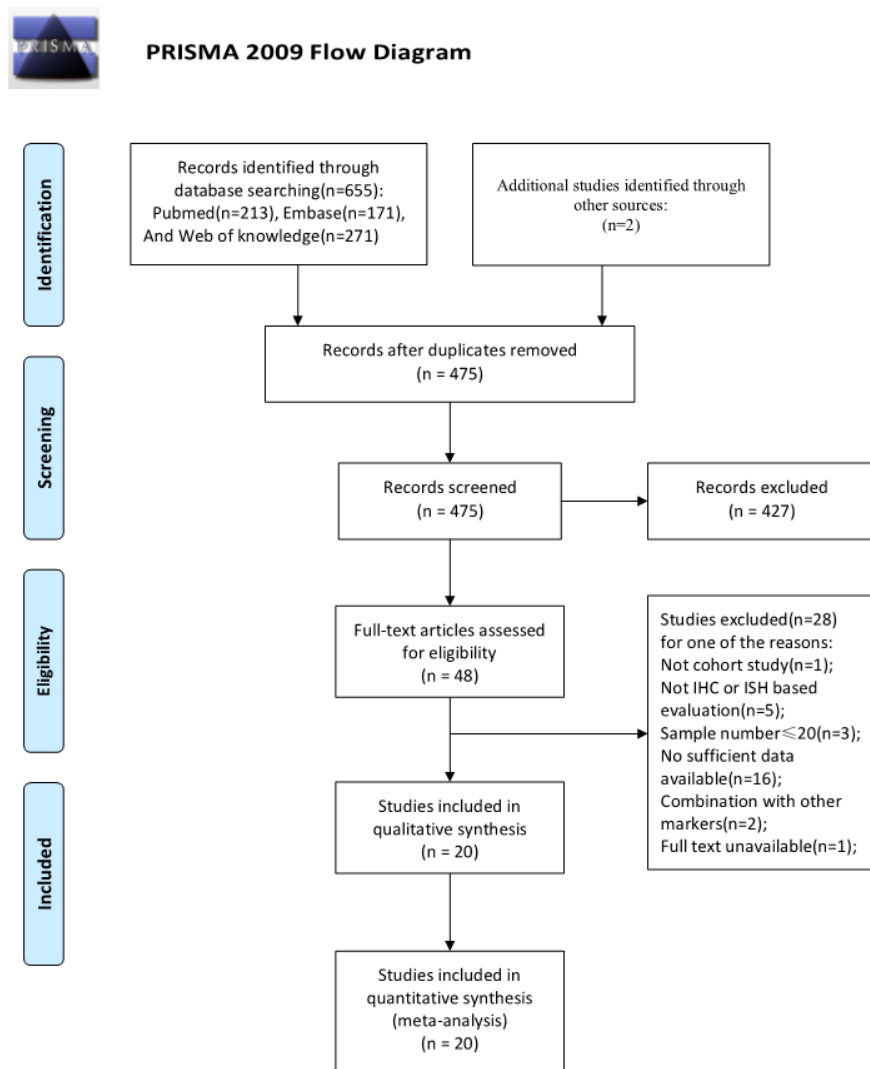 PRISMA
PRISMA 2009 Flow Diagram
Identification
Records identified through
database searching(n=655):
Pubmed(n=213), Embase(n=171),
And Web of knowledge(n=271)
Additional studies identified through
other sources:
(n=2)
Records after duplicates removed
(n = 475)
Screening
Records screened
(n = 475)
Records excluded
(n = 427)
Eligibility
Full-text articles assessed
for eligibility
(n = 48)
Studies excluded(n=28)
for one of the reasons:
Not cohort study(n=1);
Not IHC or ISH based
evaluation(n=5);
Sample number≤20(n=3);
No sufficient data
available(n=16);
Combination with other
markers(n=2);
Full text unavailable(n=1);
Included
Studies included in
qualitative synthesis
(n = 20)
Studies included in
quantitative synthesis
(meta-analysis)
(n = 20)